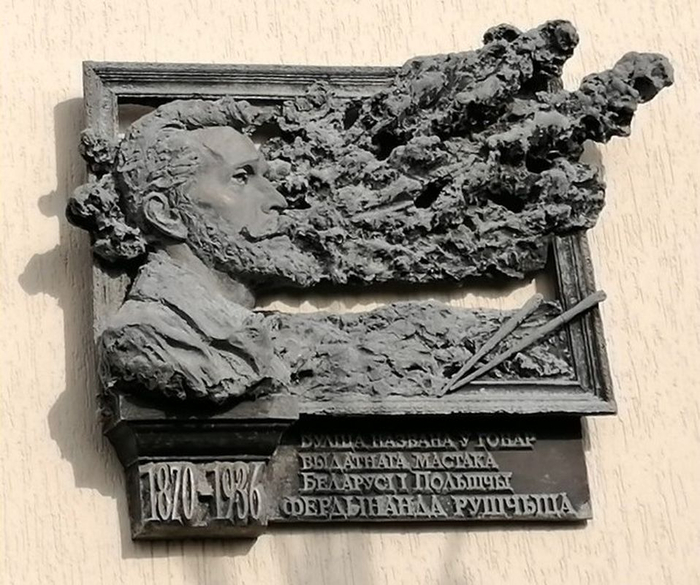 ВУЛІЦА НАЗВАНА У ГОНАР
ВЫДАТНАГА МАСТАКА
БЕЛАРУСІ І ПОЛЬШЧЫ
ФЕРДЫНАНДА РУШЧЫЦА
1870-1936